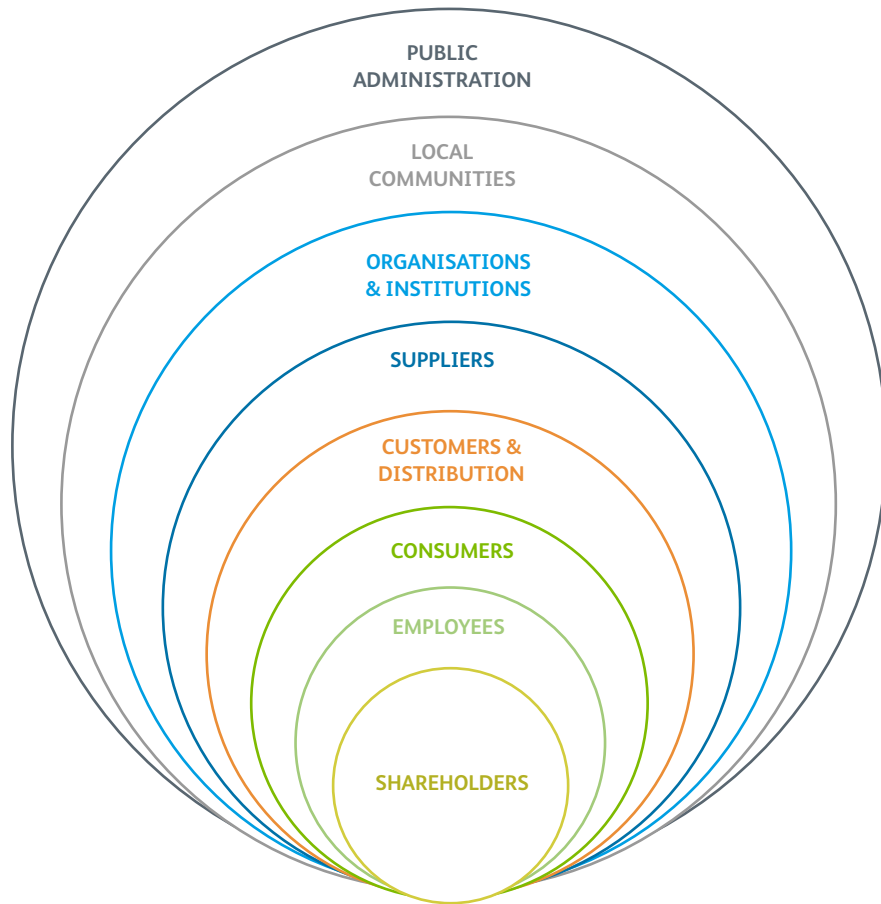 PUBLIC
ADMINISTRATION
LOCAL
COMMUNITIES
ORGANISATIONS
& INSTITUTIONS
SUPPLIERS
CUSTOMERS &
DISTRIBUTION
CONSUMERS
EMPLOYEES
SHAREHOLDERS